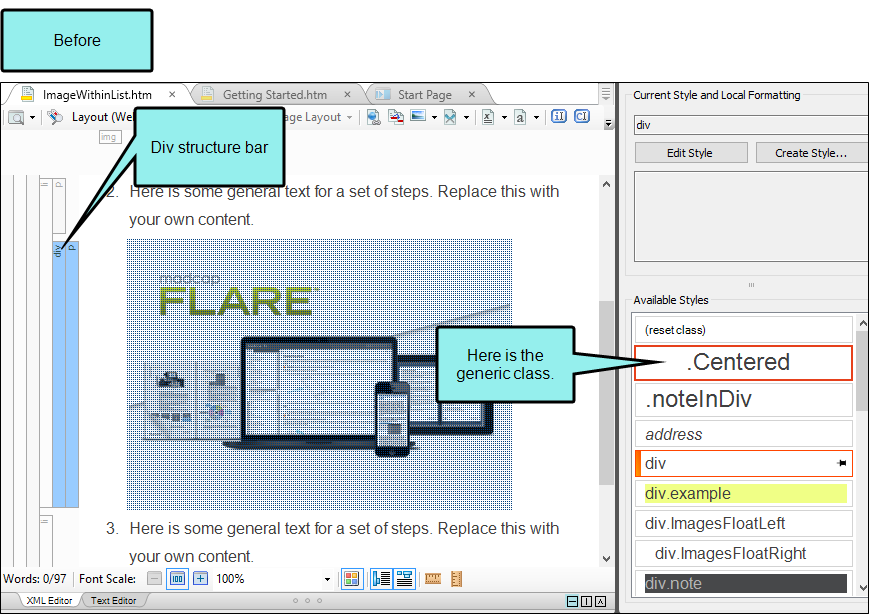 Before
ImageWithinList.htm
Getting Started.htm
Start Page
Layout (We
age Layout
img
Div structure bar
Current Style and Local Formatting
div
Edit Style
Create Style...
2. Here is some general text for a set of steps. Replace this with
your own content.
li
p
div
p
madcap
FLARE
Here is the
generic class.
Available Styles
(reset class)
.Centered
.noteInDiv
address
div
div.example
div.ImagesFloatLeft
div.ImagesFloatRight
div.note
li
3. Here is some general text for a set of steps. Replace this with
your own content.
Words: 0/97
Font Scale:
100
100%
XML Editor
Text Editor